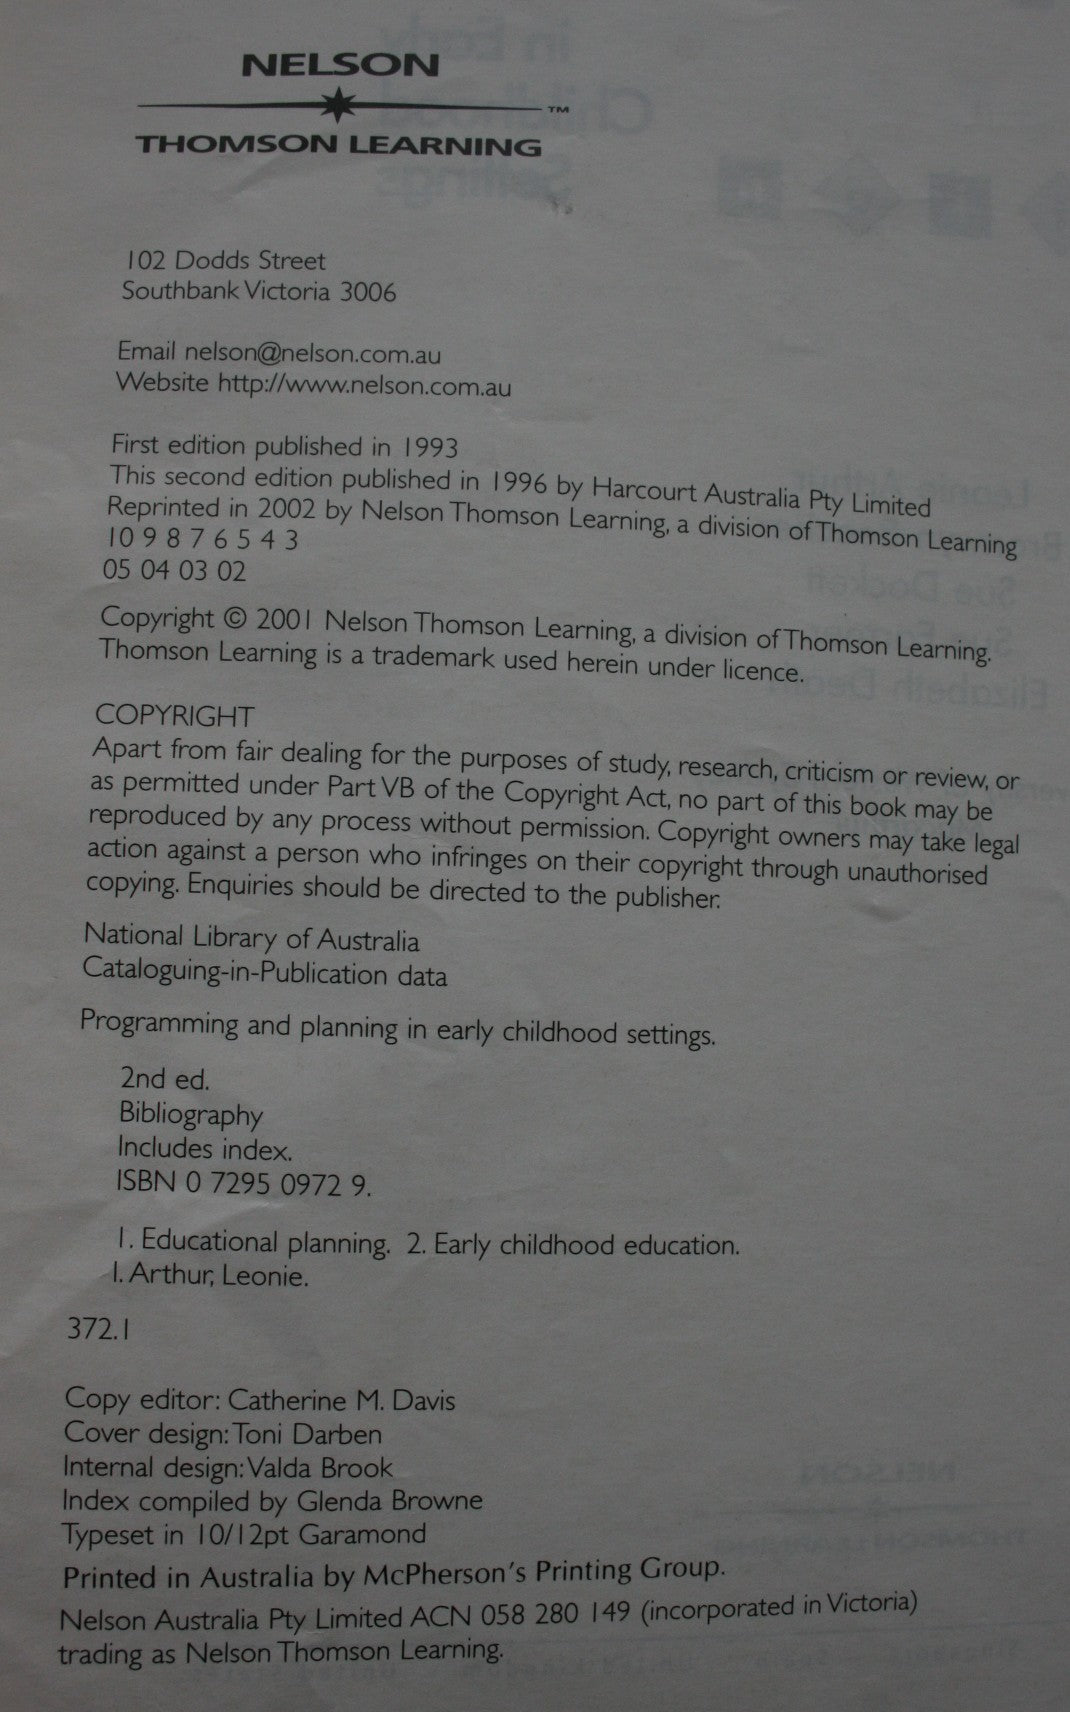 NELSON
™
THOMSON LEARNING
102 Dodds Street
Southbank Victoria 3006
Email nelson@nelson.com.au
Website http://www.nelson.com.au
First edition published in 1993
This second edition published in 1996 by Harcourt Australia Pty Limited
Reprinted in 2002 by Nelson Thomson Learning, a division of Thomson Learning
10 9 8 7 6 5 4 3
05 04 03 02
Copyright © 2001 Nelson Thomson Learning, a division of Thomson Learning.
Thomson Learning is a trademark used herein under licence.
COPYRIGHT
Apart from fair dealing for the purposes of study, research, criticism or review, or
as permitted under Part VB of the Copyright Act, no part of this book may be
reproduced by any process without permission. Copyright owners may take legal
action against a person who infringes on their copyright through unauthorised
copying. Enquiries should be directed to the publisher.
National Library of Australia
Cataloguing-in-Publication data
Programming and planning in early childhood settings.
2nd ed.
Bibliography
Includes index.
ISBN 0 7295 0972 9.
1. Educational planning. 2. Early childhood education.
I. Arthur, Leonie.
372.1
Copy editor: Catherine M. Davis
Cover design: Toni Darben
Internal design: Valda Brook
Index compiled by Glenda Browne
Typeset in 10/12pt Garamond
Printed in Australia by McPherson's Printing Group.
Nelson Australia Pty Limited ACN 058 280 149 (incorporated in Victoria)
trading as Nelson Thomson Learning.